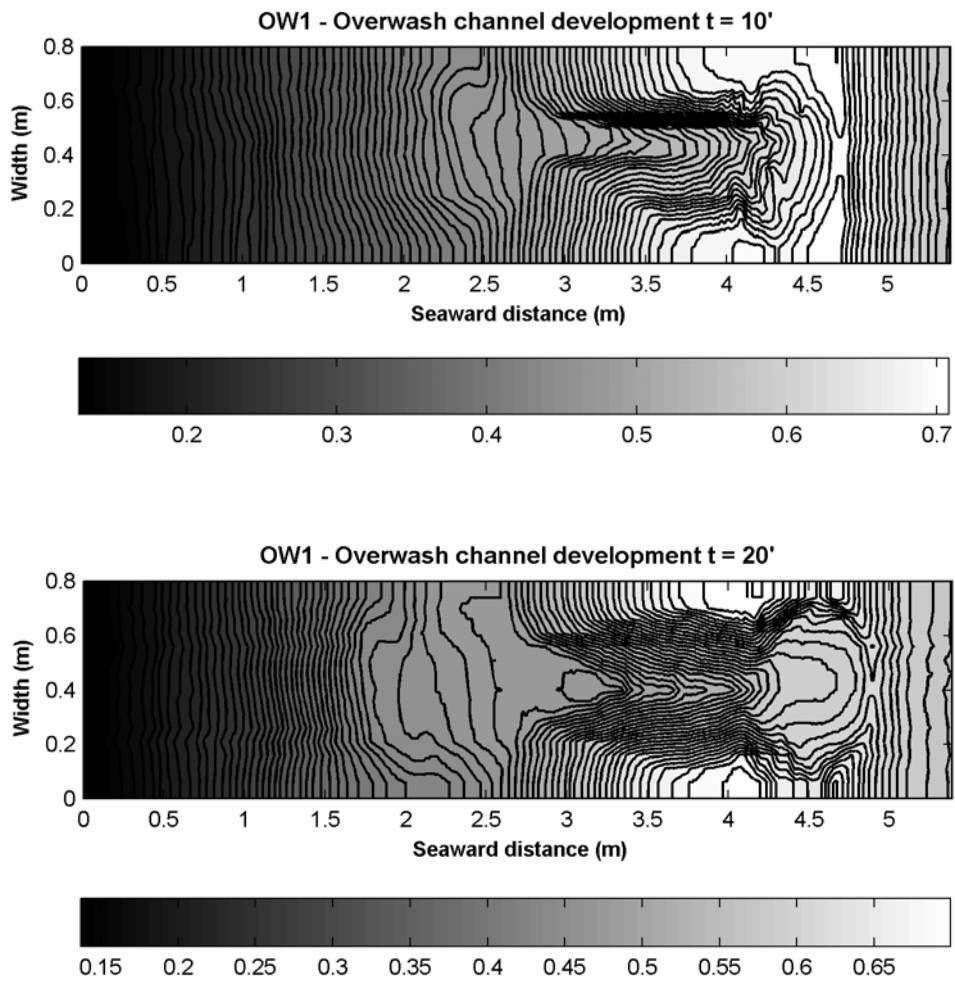 OW1 - Overwash channel development t = 10'
Width (m)
0.8
0.6
0.4
0.2
0
0 0.5 1 1.5 2 2.5 3 3.5 4 4.5 5
Seaward distance (m)
0.2 0.3 0.4 0.5 0.6 0.7
OW1 - Overwash channel development t = 20'
Width (m)
0.8
0.6
0.4
0.2
0
0 0.5 1 1.5 2 2.5 3 3.5 4 4.5 5
Seaward distance (m)
0.15 0.2 0.25 0.3 0.35 0.4 0.45 0.5 0.55 0.6 0.65